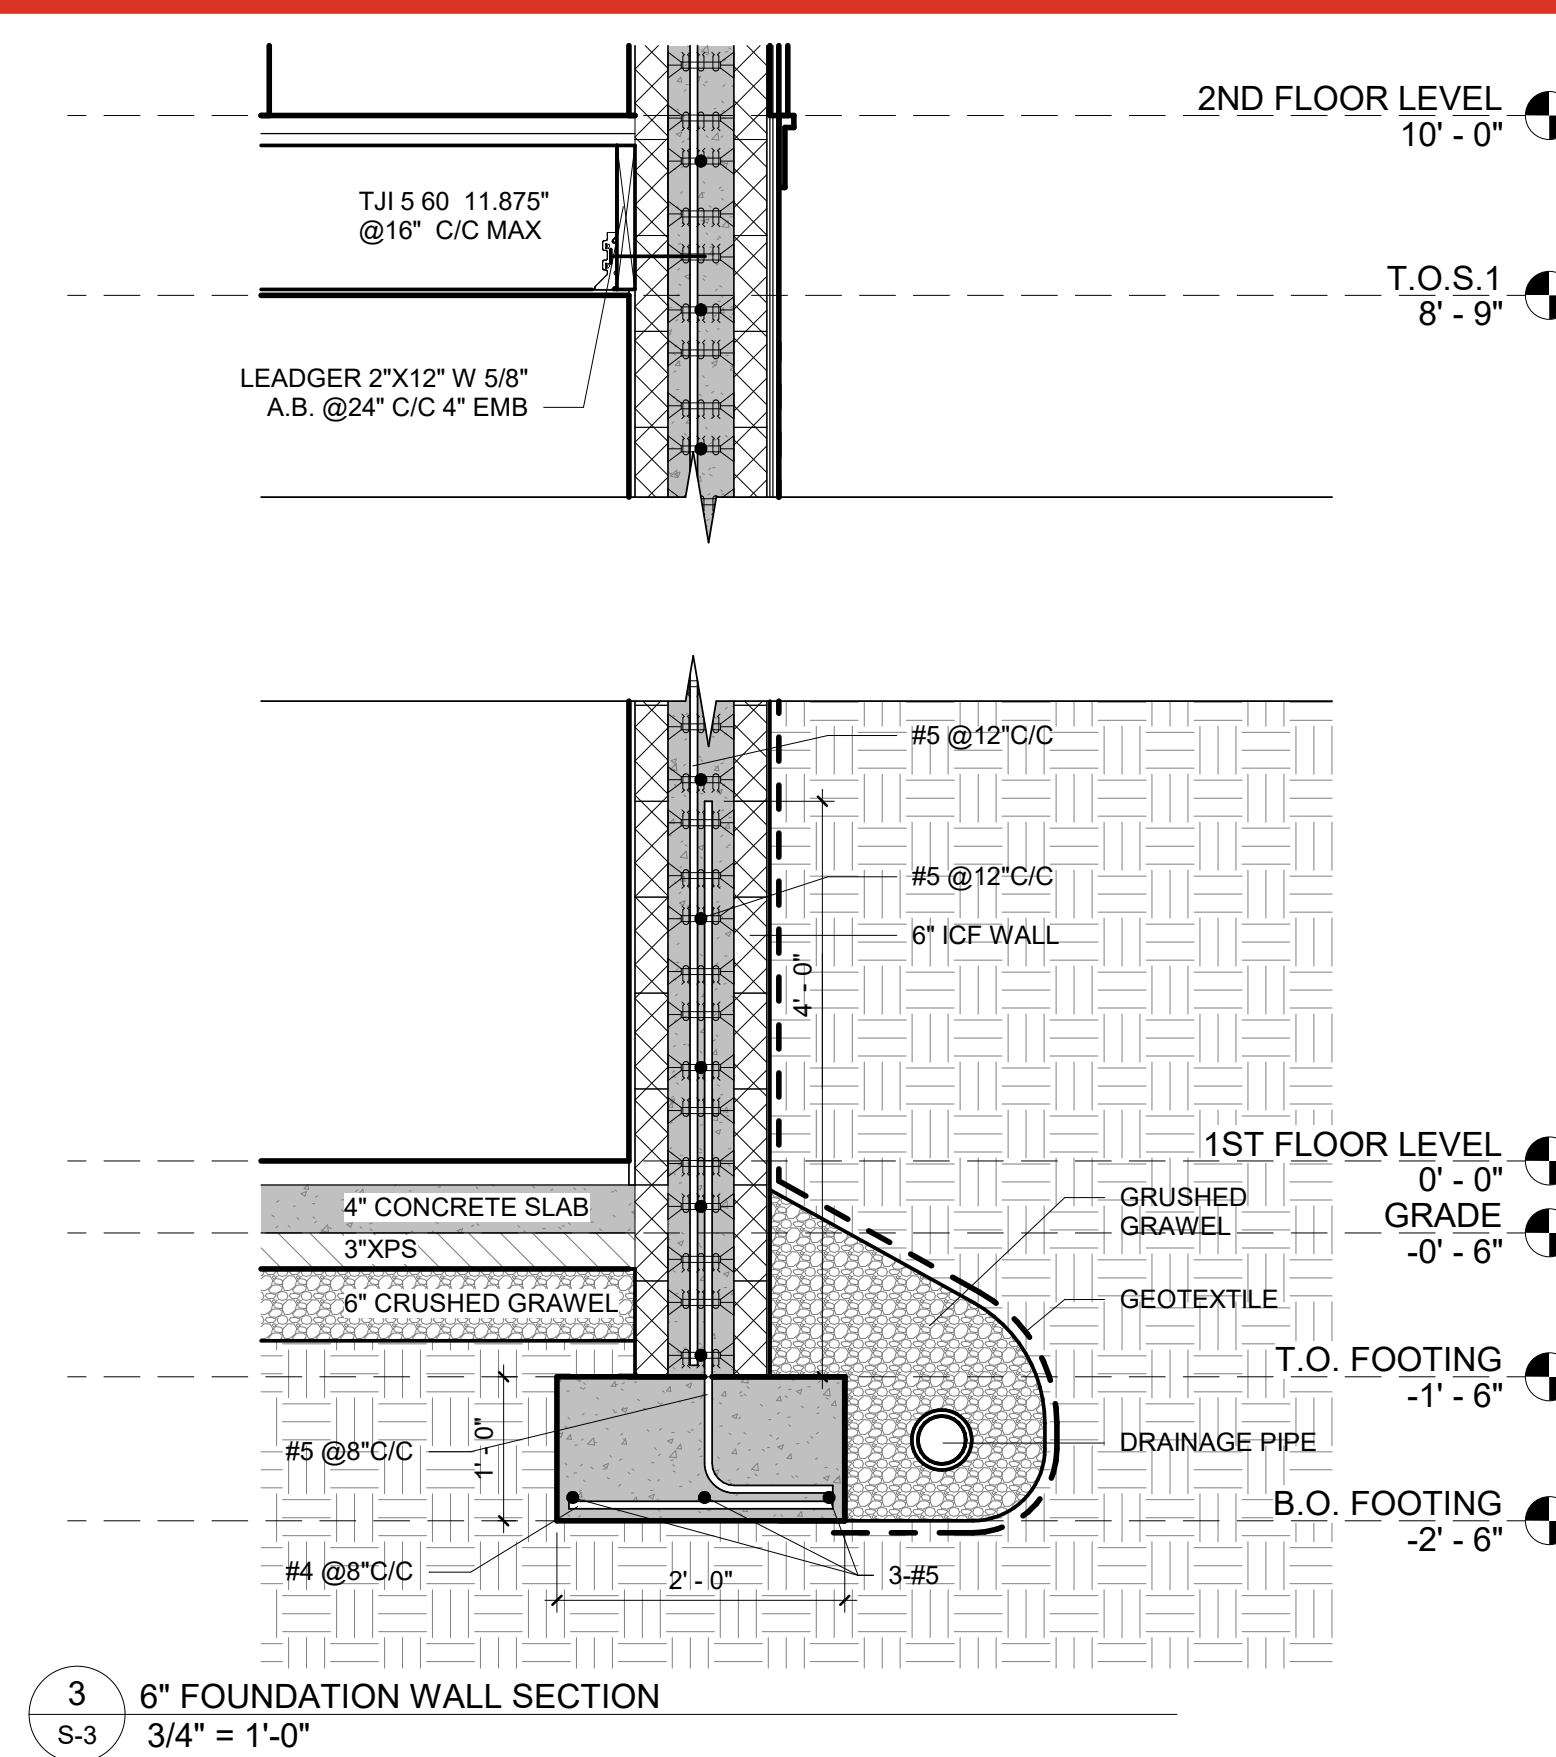 2ND FLOOR LEVEL
10' - 0"
TJI 5 60 11.875"
@16" C/C MAX
T.O.S.1
8' - 9"
LEADGER 2"X12" W 5/8"
A.B. @24" C/C 4" EMB
#5 @12"C/C
#5 @12"C/C
6" ICF WALL
4' - 0"
1ST FLOOR LEVEL
0' - 0"
4" CONCRETE SLAB
GRUSHED
GRAWEL
GRADE
-0' - 6"
3"XPS
6" CRUSHED GRAWEL
GEOTEXTILE
T.O. FOOTING
-1' - 6"
#5 @8"C/C
1' - 0"
DRAINAGE PIPE
B.O. FOOTING
-2' - 6"
#4 @8"C/C
2' - 0"
3-#5
3
S-3
6" FOUNDATION WALL SECTION
3/4" = 1'-0"